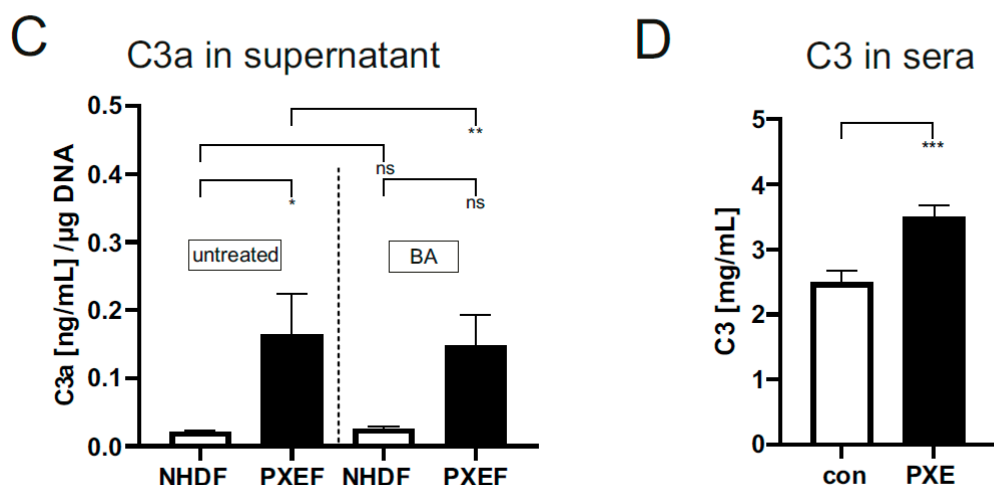 C
C3a in supernatant
C3a [ng/mL] /µg DNA
0.5
0.4
0.3
0.2
0.1
0.0
**
ns
*
ns
untreated
BA
NHDF PXEF NHDF PXEF
D
C3 in sera
C3 [mg/mL]
5
4
3
2
1
0
***
con PXE